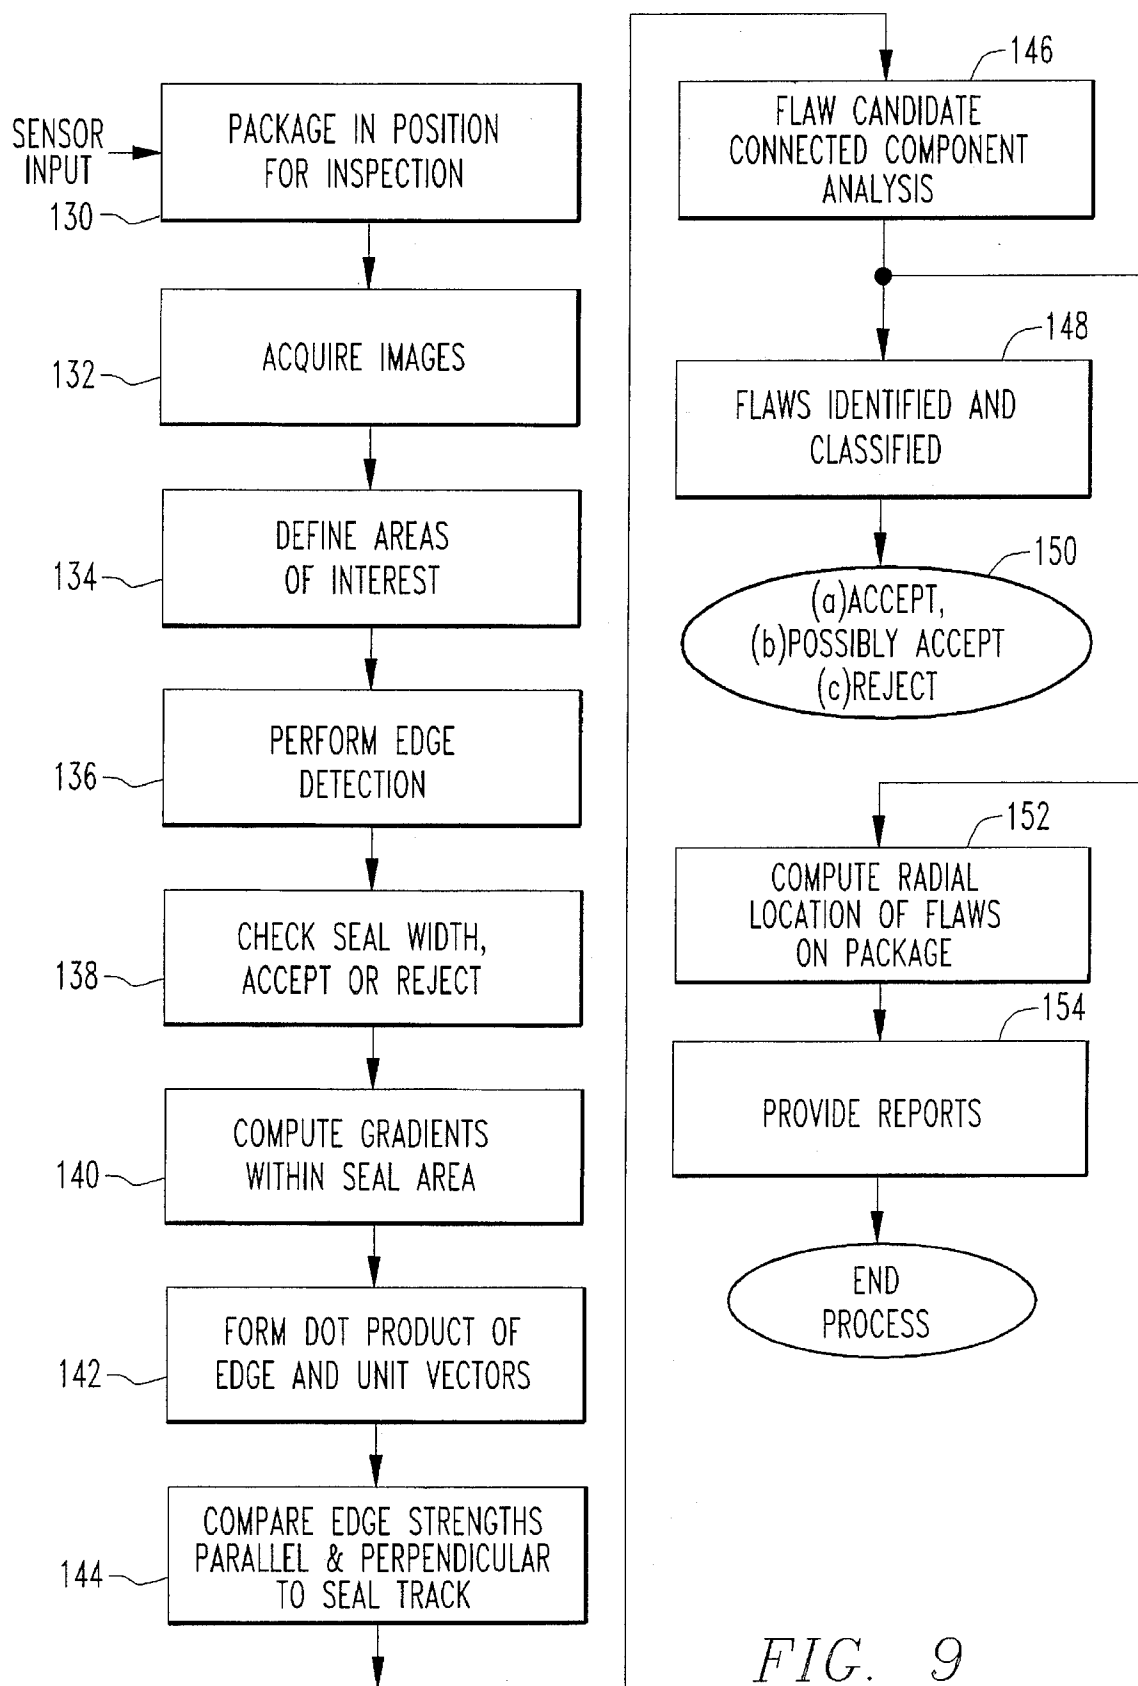 SENSOR
INPUT
PACKAGE IN POSITION
FOR INSPECTION
130
ACQUIRE IMAGES
132
DEFINE AREAS
OF INTEREST
134
PERFORM EDGE
DETECTION
136
CHECK SEAL WIDTH,
ACCEPT OR REJECT
138
COMPUTE GRADIENTS
WITHIN SEAL AREA
140
FORM DOT PRODUCT OF
EDGE AND UNIT VECTORS
142
COMPARE EDGE STRENGTHS
PARALLEL & PERPENDICULAR
TO SEAL TRACK
144
146
FLAW CANDIDATE
CONNECTED COMPONENT
ANALYSIS
148
FLAWS IDENTIFIED AND
CLASSIFIED
150
(a)ACCEPT,
(b)POSSIBLY ACCEPT
(c)REJECT
152
COMPUTE RADIAL
LOCATION OF FLAWS
ON PACKAGE
154
PROVIDE REPORTS
END
PROCESS
FIG. 9